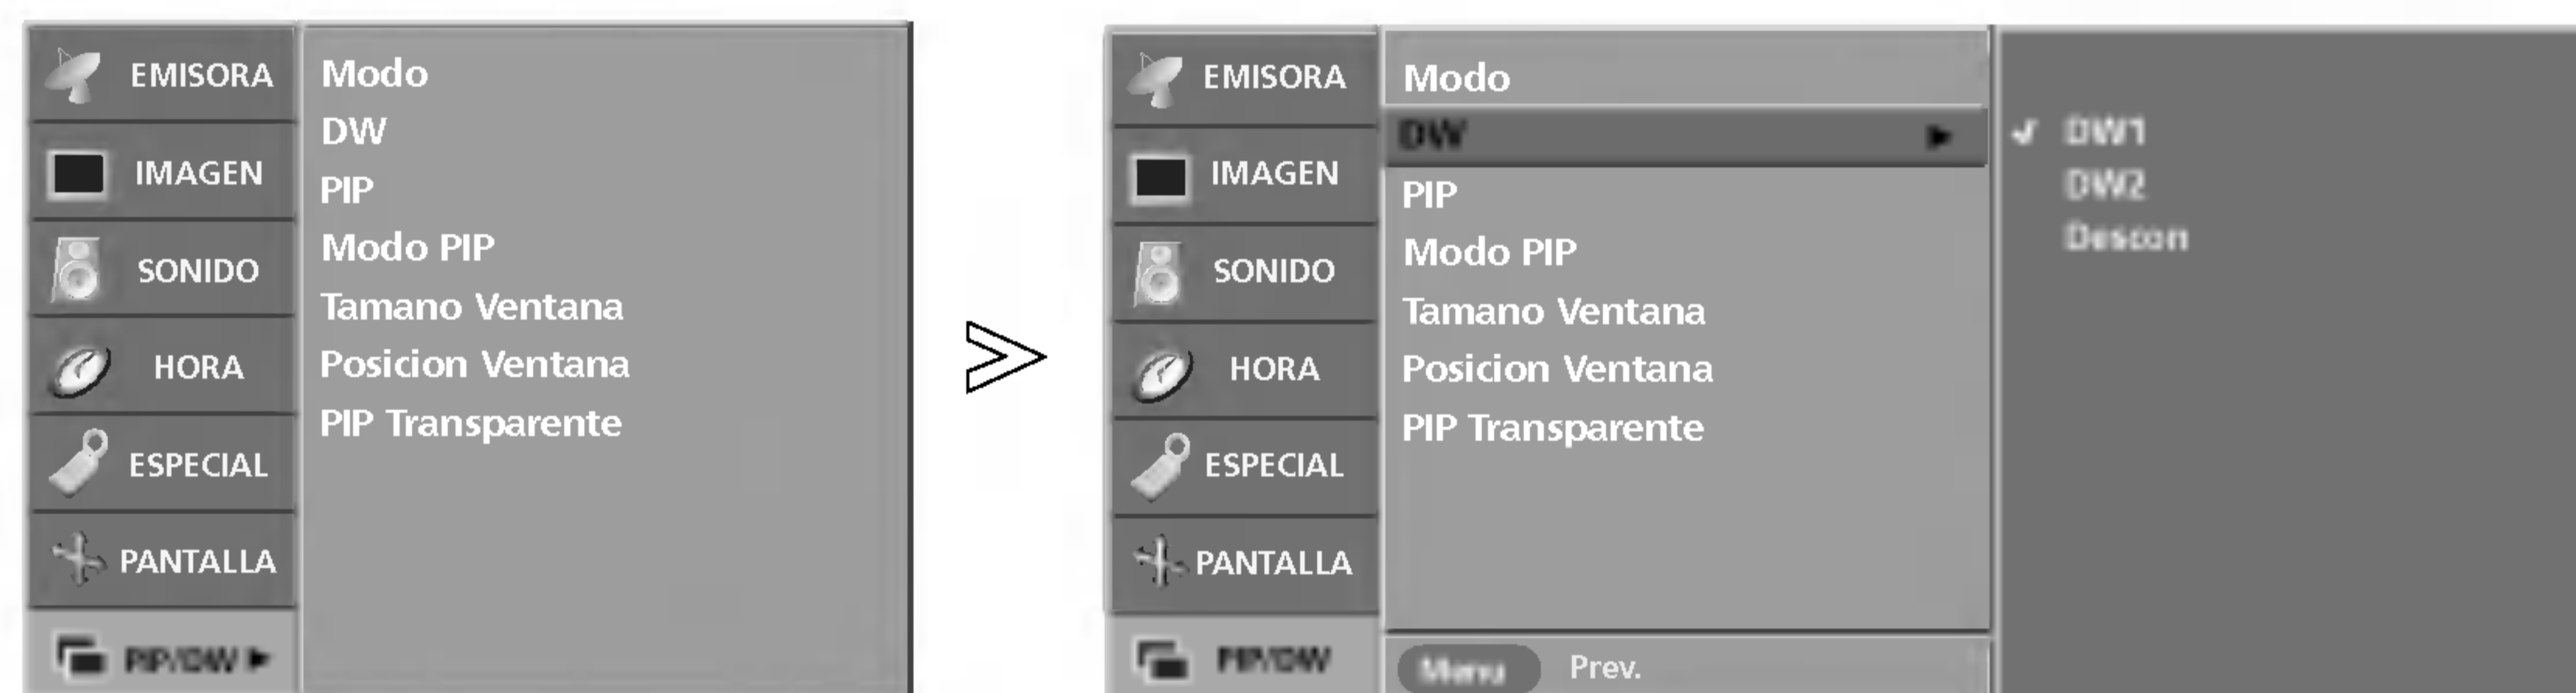 EMISORA
IMAGEN
SONIDO
HORA
ESPECIAL
PANTALLA
PIP/DW ▶
Modo
DW
PIP
Modo PIP
Tamano Ventana
Posicion Ventana
PIP Transparente
EMISORA
IMAGEN
SONIDO
HORA
ESPECIAL
PANTALLA
PIP/DW
Modo
DW ▶
PIP
Modo PIP
Tamano Ventana
Posicion Ventana
PIP Transparente
Menu Prev.
✓ DW1
DW2
Descon